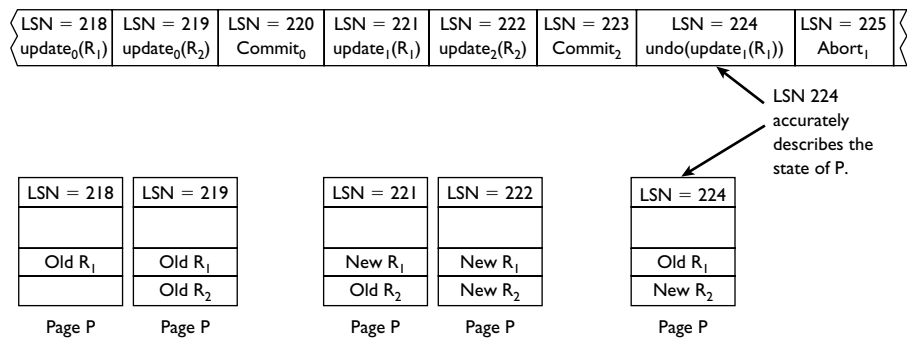 LSN = 218 LSN = 219 LSN = 220 LSN = 221 LSN = 222 LSN = 223 LSN = 224 LSN = 225
update₀(R₁) update₀(R₂) Commit₀ update₁(R₁) update₂(R₂) Commit₂ undo(update₁(R₁)) Abort₁
LSN 224
accurately
describes the
state of P.
LSN = 218 LSN = 219 LSN = 221 LSN = 222 LSN = 224
Old R₁ Old R₁ New R₁ New R₁ Old R₁
Old R₂ Old R₂ New R₂ New R₂
Page P Page P Page P Page P Page P